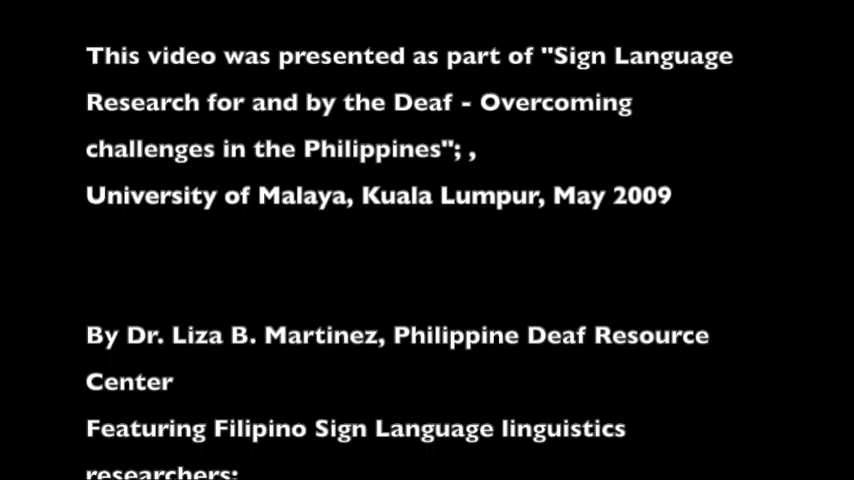 This video was presented as part of "Sign Language
Research for and by the Deaf - Overcoming
challenges in the Philippines"; ,
University of Malaya, Kuala Lumpur, May 2009
By Dr. Liza B. Martinez, Philippine Deaf Resource
Center
Featuring Filipino Sign Language linguistics
researchers: